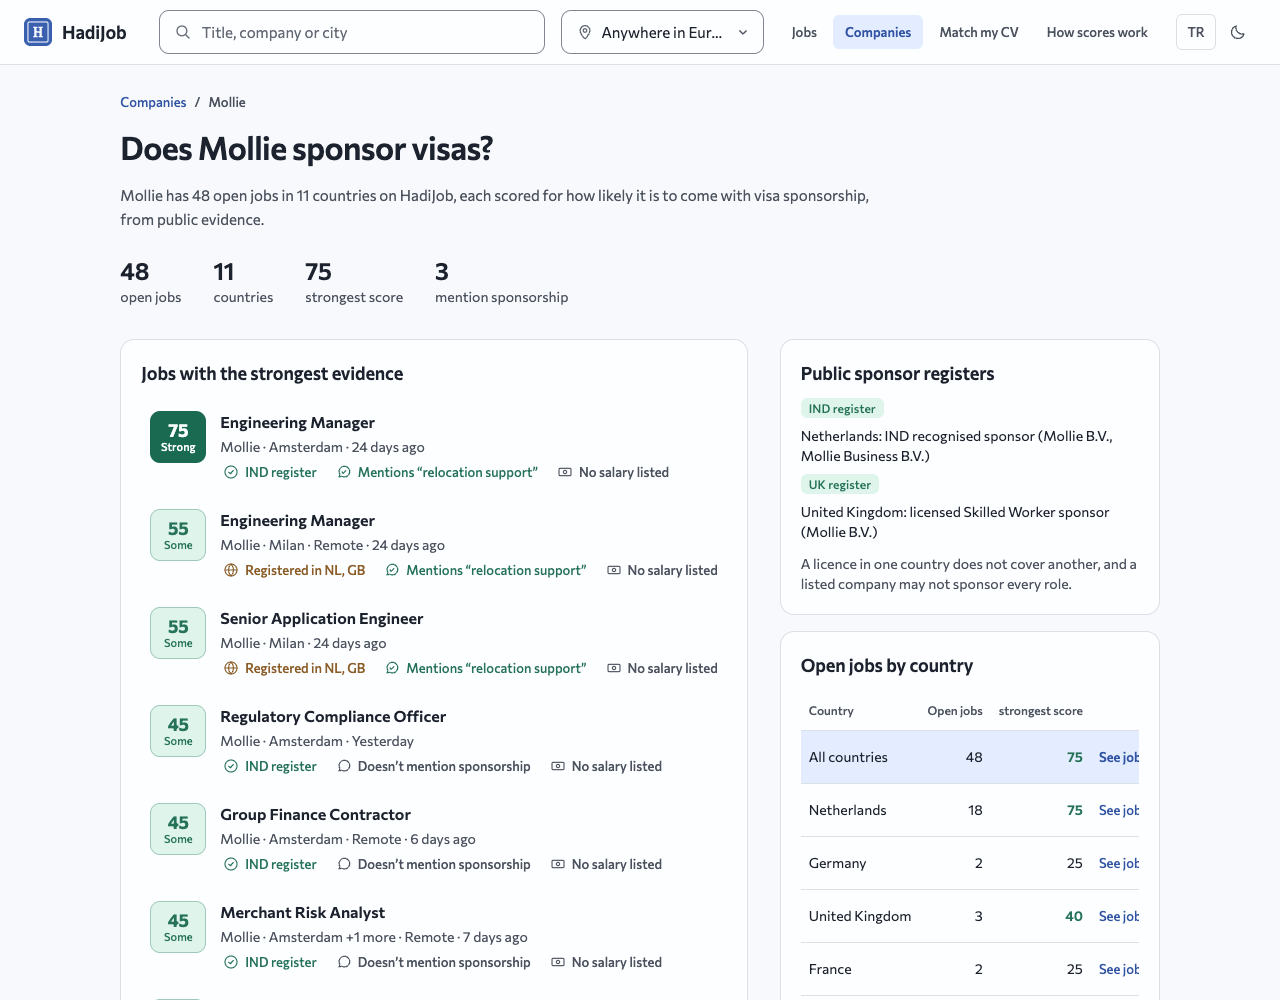 H HadiJob
Title, company or city
Anywhere in Eur...
Jobs
Companies
Match my CV
How scores work
TR
Companies / Mollie
Does Mollie sponsor visas?
Mollie has 48 open jobs in 11 countries on HadiJob, each scored for how likely it is to come with visa sponsorship,
from public evidence.
48
open jobs
11
countries
75
strongest score
3
mention sponsorship
Jobs with the strongest evidence
75
Strong
Engineering Manager
Mollie · Amsterdam · 24 days ago
IND register Mentions “relocation support” No salary listed
55
Some
Engineering Manager
Mollie · Milan · Remote · 24 days ago
Registered in NL, GB Mentions “relocation support” No salary listed
55
Some
Senior Application Engineer
Mollie · Milan · 24 days ago
Registered in NL, GB Mentions “relocation support” No salary listed
45
Some
Regulatory Compliance Officer
Mollie · Amsterdam · Yesterday
IND register Doesn’t mention sponsorship No salary listed
45
Some
Group Finance Contractor
Mollie · Amsterdam · Remote · 6 days ago
IND register Doesn’t mention sponsorship No salary listed
45
Some
Merchant Risk Analyst
Mollie · Amsterdam +1 more · Remote · 7 days ago
IND register Doesn’t mention sponsorship No salary listed
Public sponsor registers
IND register
Netherlands: IND recognised sponsor (Mollie B.V.,
Mollie Business B.V.)
UK register
United Kingdom: licensed Skilled Worker sponsor
(Mollie B.V.)
A licence in one country does not cover another, and a
listed company may not sponsor every role.
Open jobs by country
Country Open jobs strongest score
All countries 48 75 See job
Netherlands 18 75 See job
Germany 2 25 See job
United Kingdom 3 40 See job
France 2 25 See job